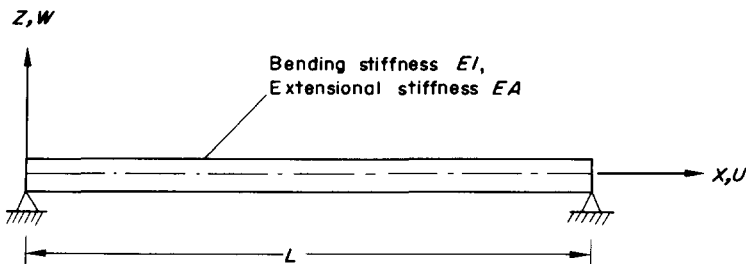 Z, W
Bending stiffness EI,
Extensional stiffness EA
X, U
L